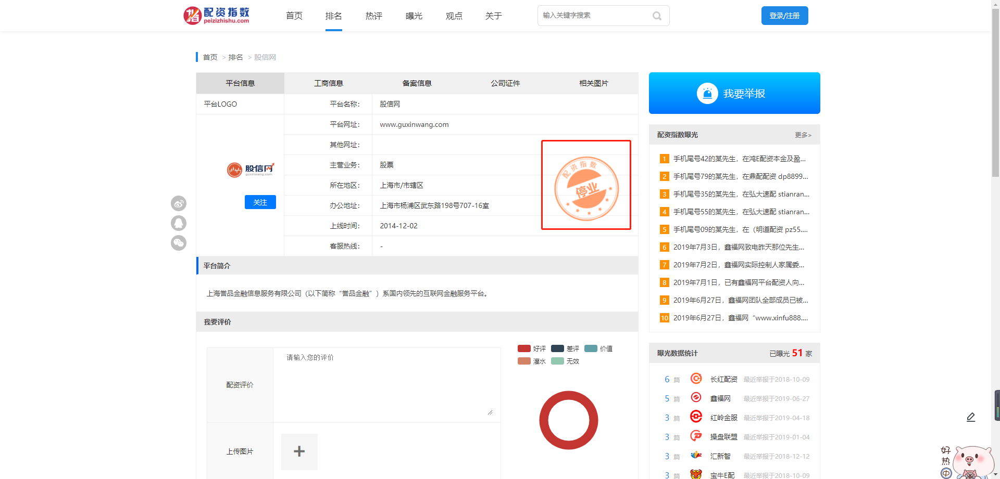 配资指数
peizizhishu.com
首页 排名 热评 曝光 观点 关于
输入关键字搜索
登录/注册
首页 > 排名 > 股信网
平台信息 工商信息 备案信息 公司证件 相关图片
平台LOGO
股信网
guxinwang.com
关注
平台名称： 股信网
平台网址： www.guxinwang.com
其他网址：
主营业务： 股票
所在地区： 上海市/市辖区
办公地址： 上海市杨浦区武东路198号707-16室
上线时间： 2014-12-02
客服热线： -
配资指数
停业
平台简介
上海誉品金融信息服务有限公司（以下简称“誉品金融”）系国内领先的互联网金融服务平台。
我要评价
配资评价
请输入您的评价
上传图片
好评 差评 价值
灌水 无效
我要举报
配资指数曝光 更多>
1 手机尾号42的某先生，在鸿E配资本金及盈...
2 手机尾号79的某先生，在鼎配配资 dp8899...
3 手机尾号35的某先生，在弘大速配 stianran...
4 手机尾号55的某先生，在弘大速配 stianran...
5 手机尾号09的某先生，在（明道配资 pz55....
6 2019年7月3日，鑫福网致电昨天那位先生...
7 2019年7月2日，鑫福网实际控制人家属委...
8 2019年7月1日，已有鑫福网平台配资人向...
9 2019年6月27日，鑫福网团队全部成员已被...
10 2019年6月27日，鑫福网“www.xinfu888....
曝光数据统计 已曝光 51 家
6 篇 长红配资 最近举报于2018-10-09
5 篇 鑫福网 最近举报于2019-06-27
3 篇 红岭金服 最近举报于2019-04-18
3 篇 操盘联盟 最近举报于2019-01-04
3 篇 汇新智 最近举报于2018-12-12
3 篇 宝牛E配 最近举报于2018-10-09
好
热
中